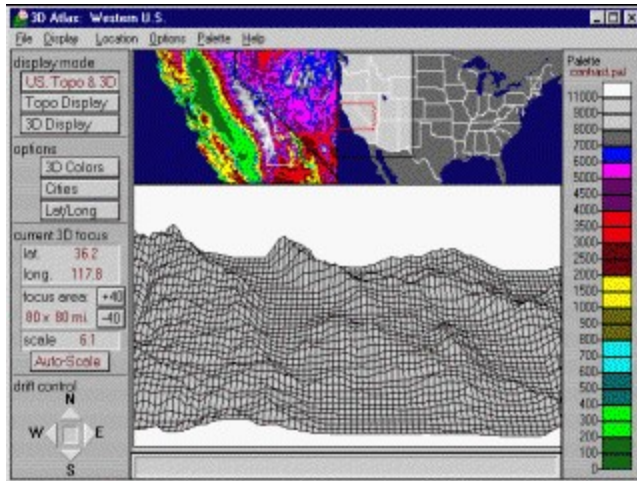 3D Atlas: Western U.S.
File Display Location Options Palette Help
display mode
US. Topo & 3D
Topo Display
3D Display
options
3D Colors
Cities
Lat/Long
current 3D focus
lat. 36.2
long. 117.8
focus area: +40
80 x 80 mi. -40
scale 6.1
Auto-Scale
drift control
N
W E
S
Palette
contrast.pal
11000
9000
8000
7000
6000
5000
4000
3500
3000
2500
2000
1500
1000
900
800
700
600
500
400
300
200
100
0